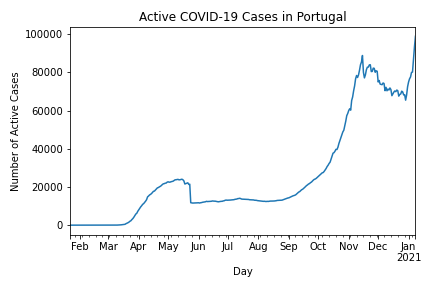 Active COVID-19 Cases in Portugal
100000
80000
60000
40000
20000
0
Number of Active Cases
Feb Mar Apr May Jun Jul Aug Sep Oct Nov Dec Jan
2021
Day